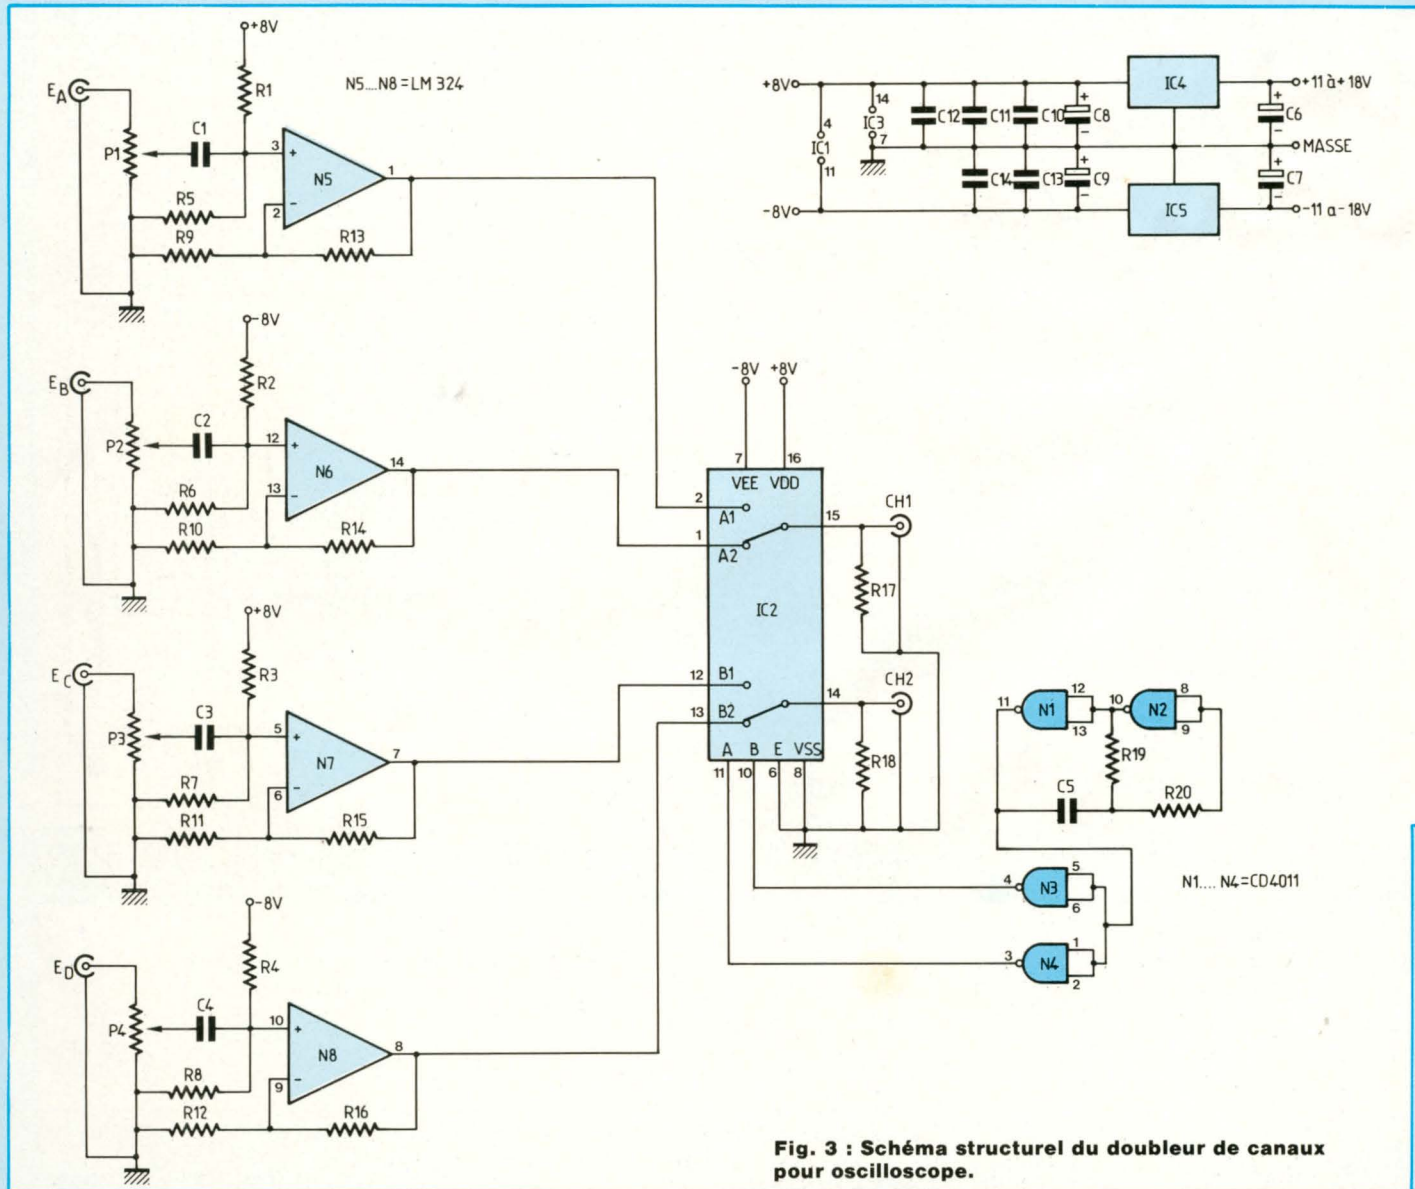 +8V
E_A
N5....N8 = LM 324
R1
C1
P1
3
+
N5
1
2
−
R5
R9
R13
+8V
4
IC1
11
14
IC3
7
C12
C11
C10
+
C8
−
IC4
+11 à +18V
+
C6
−
MASSE
C14
C13
+
C9
−
IC5
+
C7
−
-8V
-11 a -18V
-8V
E_B
R2
C2
P2
12
+
N6
14
13
−
R6
R10
R14
-8V
+8V
7
16
VEE
VDD
2
A1
15
CH1
1
A2
R17
IC2
12
B1
14
CH2
13
B2
R18
A
B
E
VSS
11
10
6
8
+8V
E_C
R3
C3
P3
5
+
N7
7
6
−
R7
R11
R15
11
N1
12
13
10
N2
8
9
R19
C5
R20
4
N3
5
6
N1.... N4=CD4011
3
N4
1
2
-8V
E_D
R4
C4
P4
10
+
N8
8
9
−
R8
R12
R16
Fig. 3 : Schéma structurel du doubleur de canaux
pour oscilloscope.